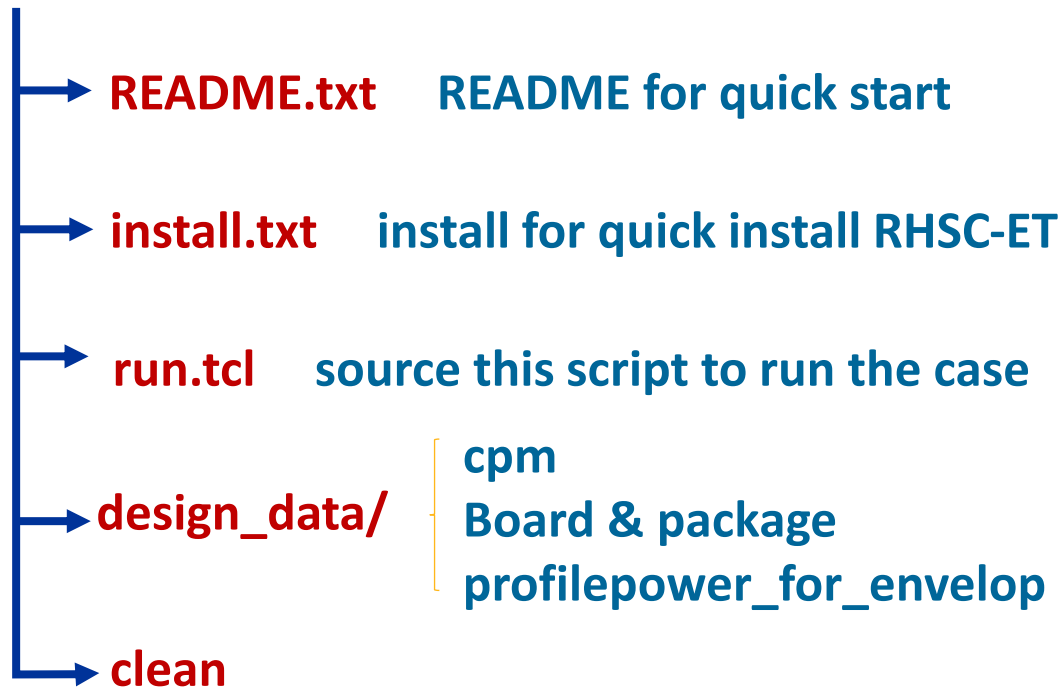 README.txt README for quick start
install.txt install for quick install RHSC-ET
run.tcl source this script to run the case
design_data/
cpm
Board & package
profilepower_for_envelop
clean